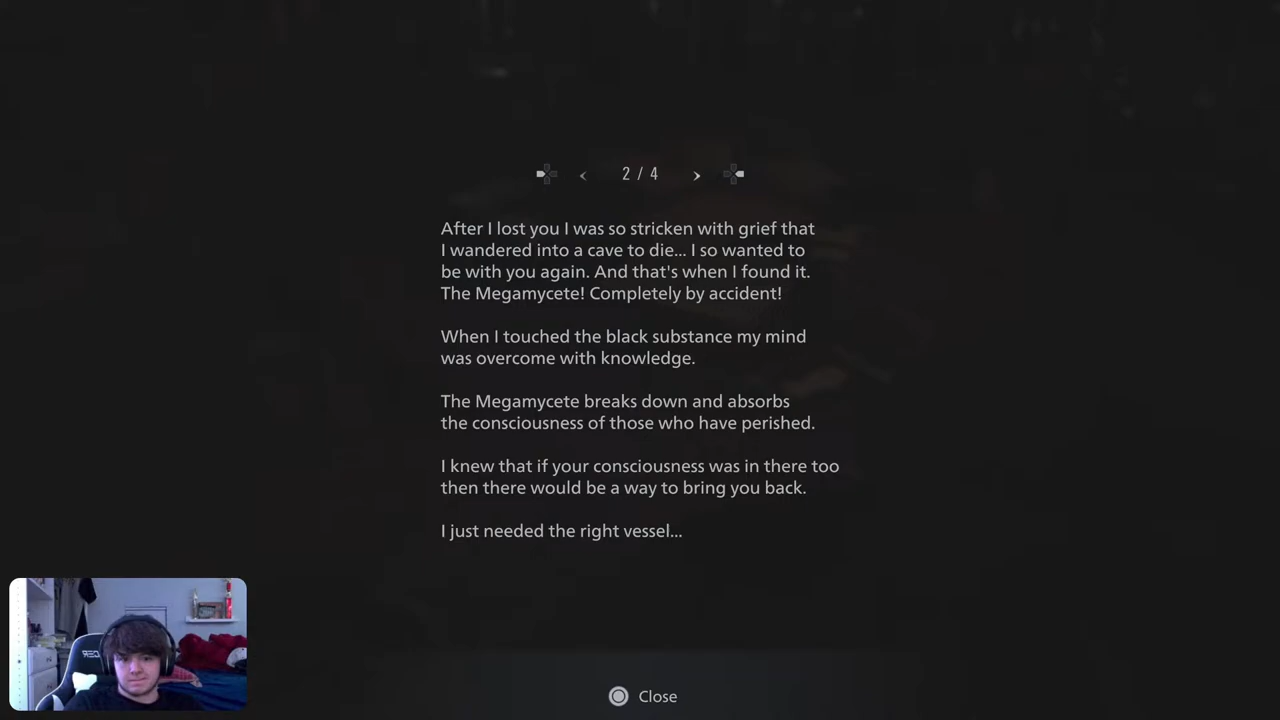 2 / 4
After I lost you I was so stricken with grief that
I wandered into a cave to die... I so wanted to
be with you again. And that's when I found it.
The Megamycete! Completely by accident!
When I touched the black substance my mind
was overcome with knowledge.
The Megamycete breaks down and absorbs
the consciousness of those who have perished.
I knew that if your consciousness was in there too
then there would be a way to bring you back.
I just needed the right vessel...
Close